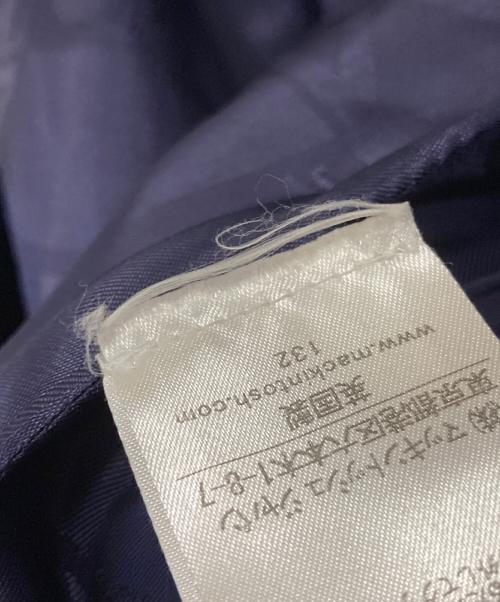 ㈱マッキントッシュ ジャパン
東京都港区六本木1-8-7
英国製
www.mackintosh.com
132